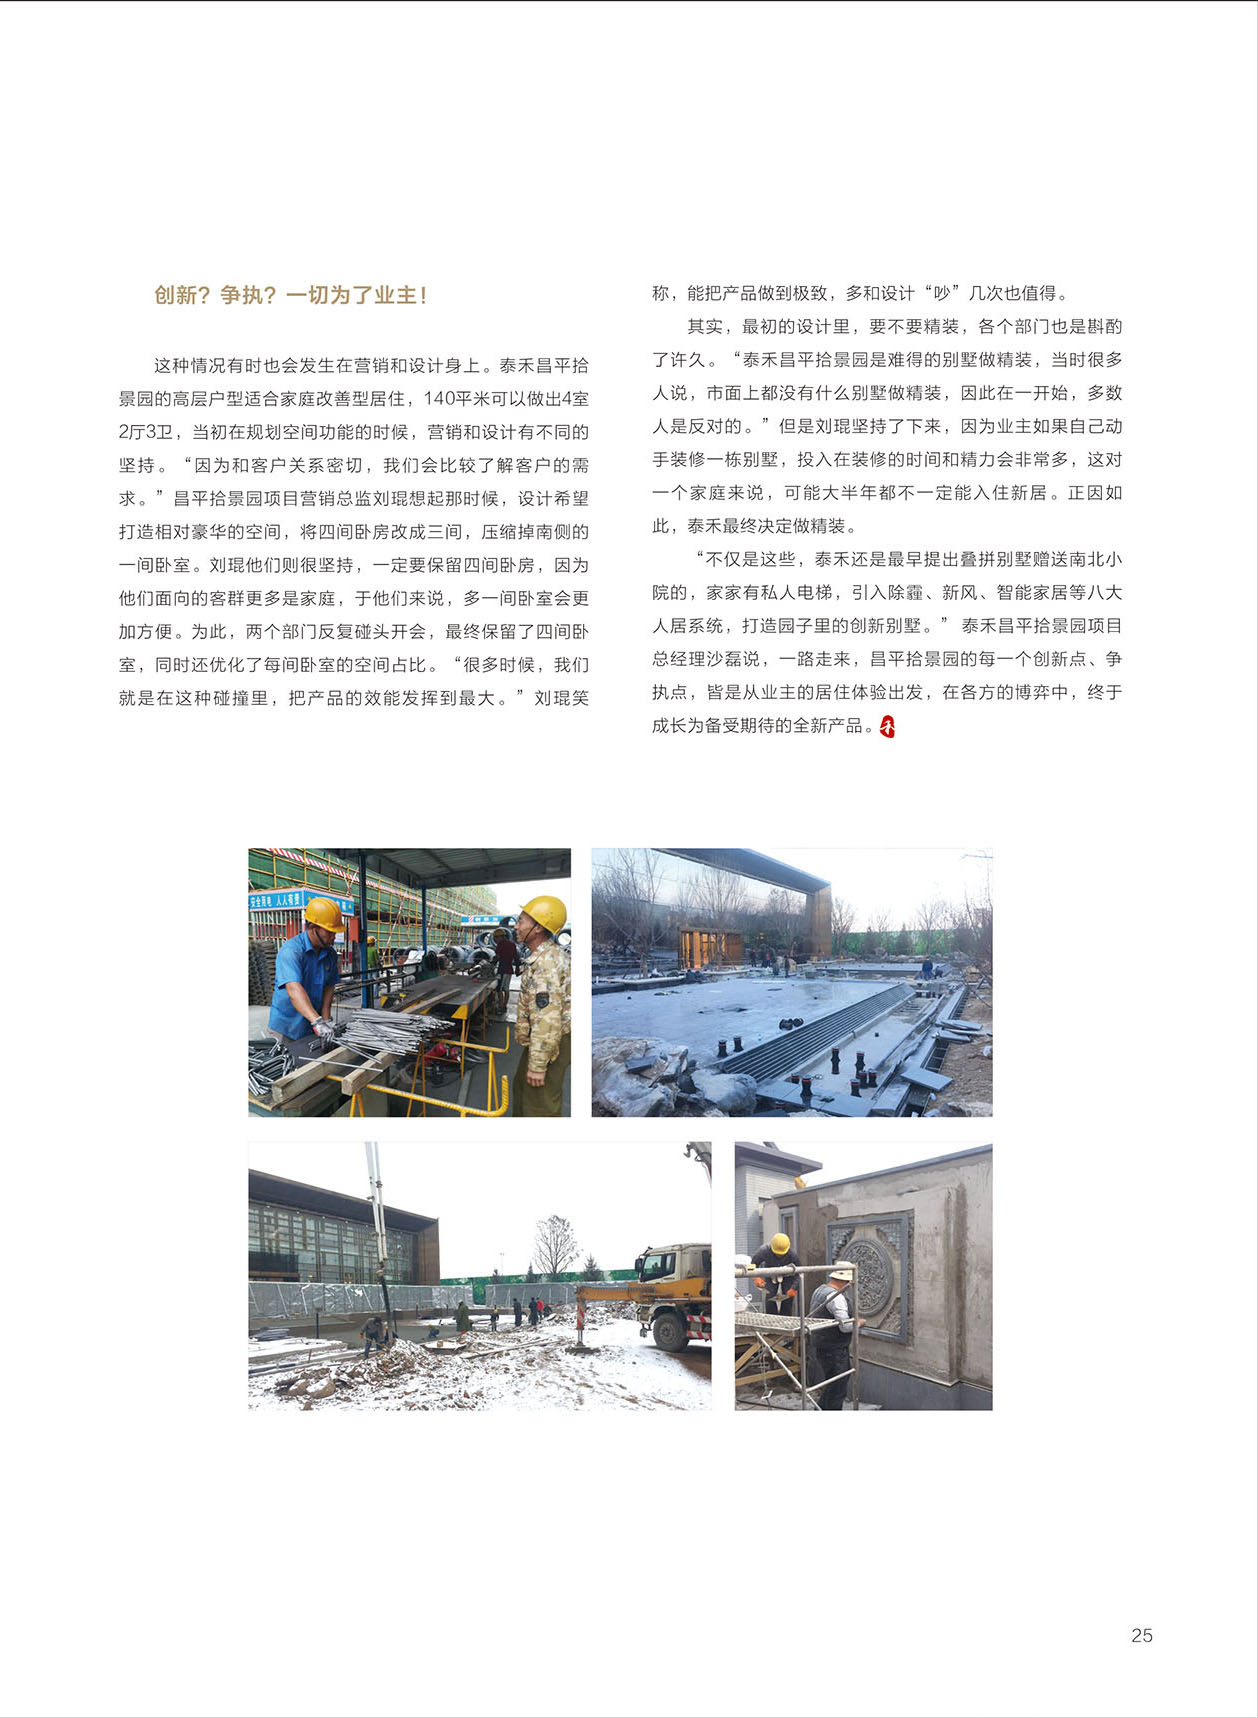 创新？争执？一切为了业主！
这种情况有时也会发生在营销和设计身上。泰禾昌平拾
景园的高层户型适合家庭改善型居住，140平米可以做出4室
2厅3卫，当初在规划空间功能的时候，营销和设计有不同的
坚持。“因为和客户关系密切，我们会比较了解客户的需
求。”昌平拾景园项目营销总监刘琨想起那时候，设计希望
打造相对豪华的空间，将四间卧房改成三间，压缩掉南侧的
一间卧室。刘琨他们则很坚持，一定要保留四间卧房，因为
他们面向的客群更多是家庭，于他们来说，多一间卧室会更
加方便。为此，两个部门反复碰头开会，最终保留了四间卧
室，同时还优化了每间卧室的空间占比。“很多时候，我们
就是在这种碰撞里，把产品的效能发挥到最大。”刘琨笑
称，能把产品做到极致，多和设计“吵”几次也值得。
其实，最初的设计里，要不要精装，各个部门也是斟酌
了许久。“泰禾昌平拾景园是难得的别墅做精装，当时很多
人说，市面上都没有什么别墅做精装，因此在一开始，多数
人是反对的。”但是刘琨坚持了下来，因为业主如果自己动
手装修一栋别墅，投入在装修的时间和精力会非常多，这对
一个家庭来说，可能大半年都不一定能入住新居。正因如
此，泰禾最终决定做精装。
“不仅是这些，泰禾还是最早提出叠拼别墅赠送南北小
院的，家家有私人电梯，引入除霾、新风、智能家居等八大
人居系统，打造园子里的创新别墅。” 泰禾昌平拾景园项目
总经理沙磊说，一路走来，昌平拾景园的每一个创新点、争
执点，皆是从业主的居住体验出发，在各方的博弈中，终于
成长为备受期待的全新产品。禾
安全用电 人人有责
25